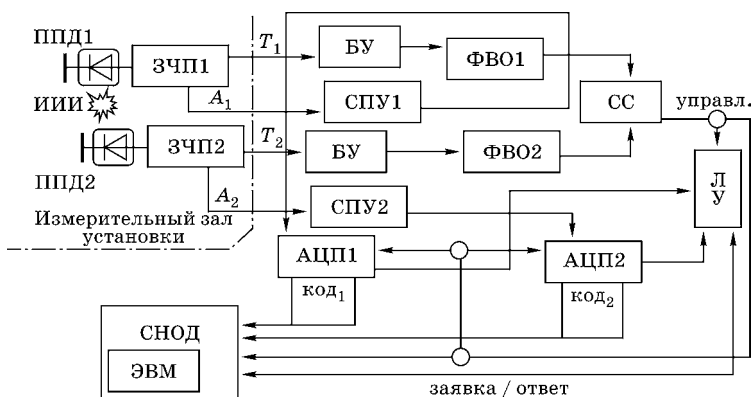 ППД1
ЗЧП1
T₁
БУ
ФВО1
ИИИ
A₁
СПУ1
СС
управл.
ЗЧП2
T₂
БУ
ФВО2
ППД2
A₂
СПУ2
Л
У
Измерительный зал
установки
АЦП1
АЦП2
код₁
код₂
СНОД
ЭВМ
заявка / ответ